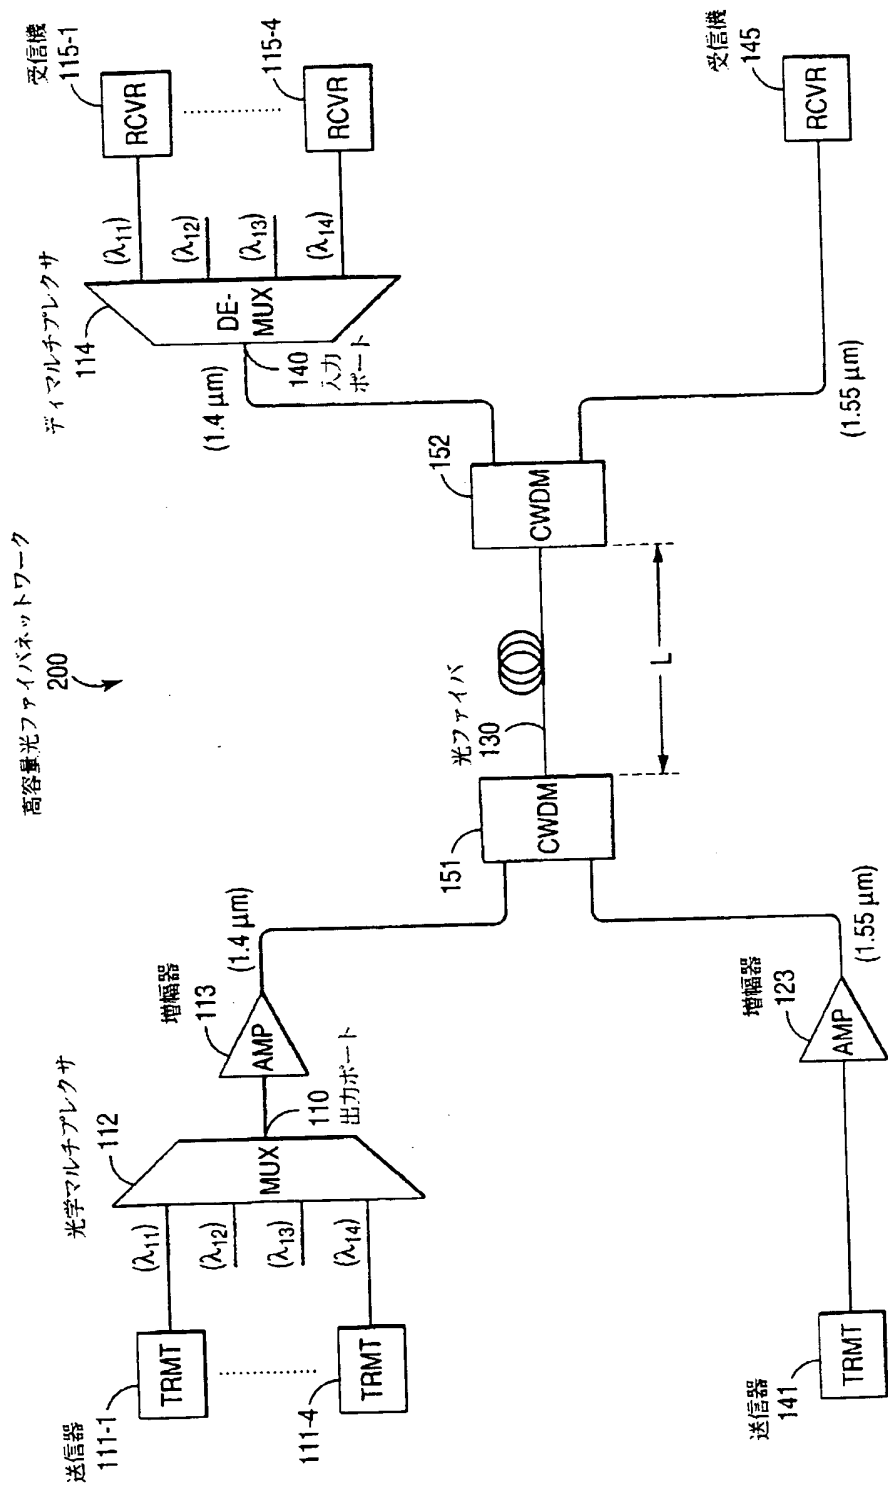 高容量光ファイバネットワーク
200
送信器
111-1
TRMT
111-4
TRMT
(λ11)
(λ12)
(λ13)
(λ14)
光学マルチプレクサ
112
MUX
110
出力ポート
増幅器
113
AMP
(1.4 μm)
送信器
141
TRMT
増幅器
123
AMP
(1.55 μm)
151
CWDM
光ファイバ
130
L
152
CWDM
(1.4 μm)
140
入力
ポート
ディマルチプレクサ
114
DE-
MUX
(λ11)
(λ12)
(λ13)
(λ14)
受信機
115-1
RCVR
115-4
RCVR
(1.55 μm)
受信機
145
RCVR